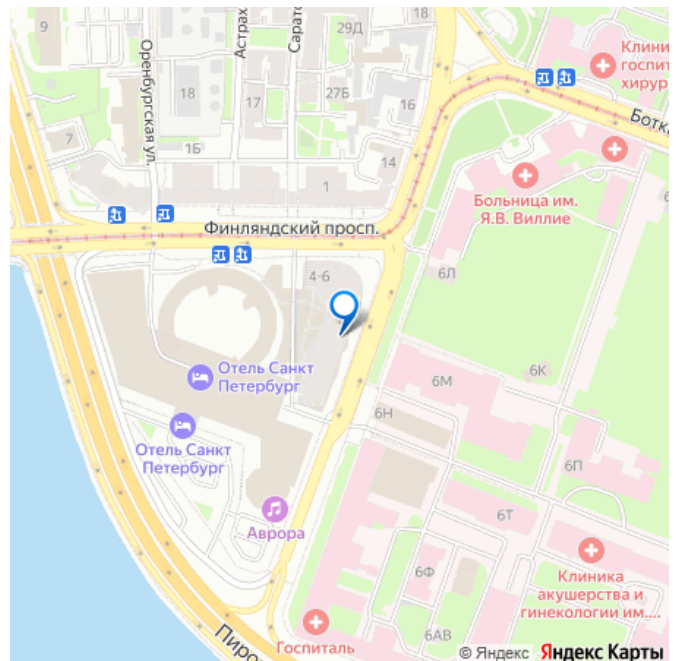 18
29Д
9
Астрах
Сарато
Клини
госпит
хирур
Оренбургская ул.
18
17
27Б
16
Ботк
7
1Б
14
1
Больница им.
Я.В. Виллие
Финляндский просп.
4-6
6Л
Отель Санкт
Петербург
6К
6М
6Н
Отель Санкт
Петербург
6П
6Т
Аврора
6Ф
Клиника
акушерства и
гинекологии им....
Пиро
Госпиталь
6АВ
© Яндекс Яндекс Карты